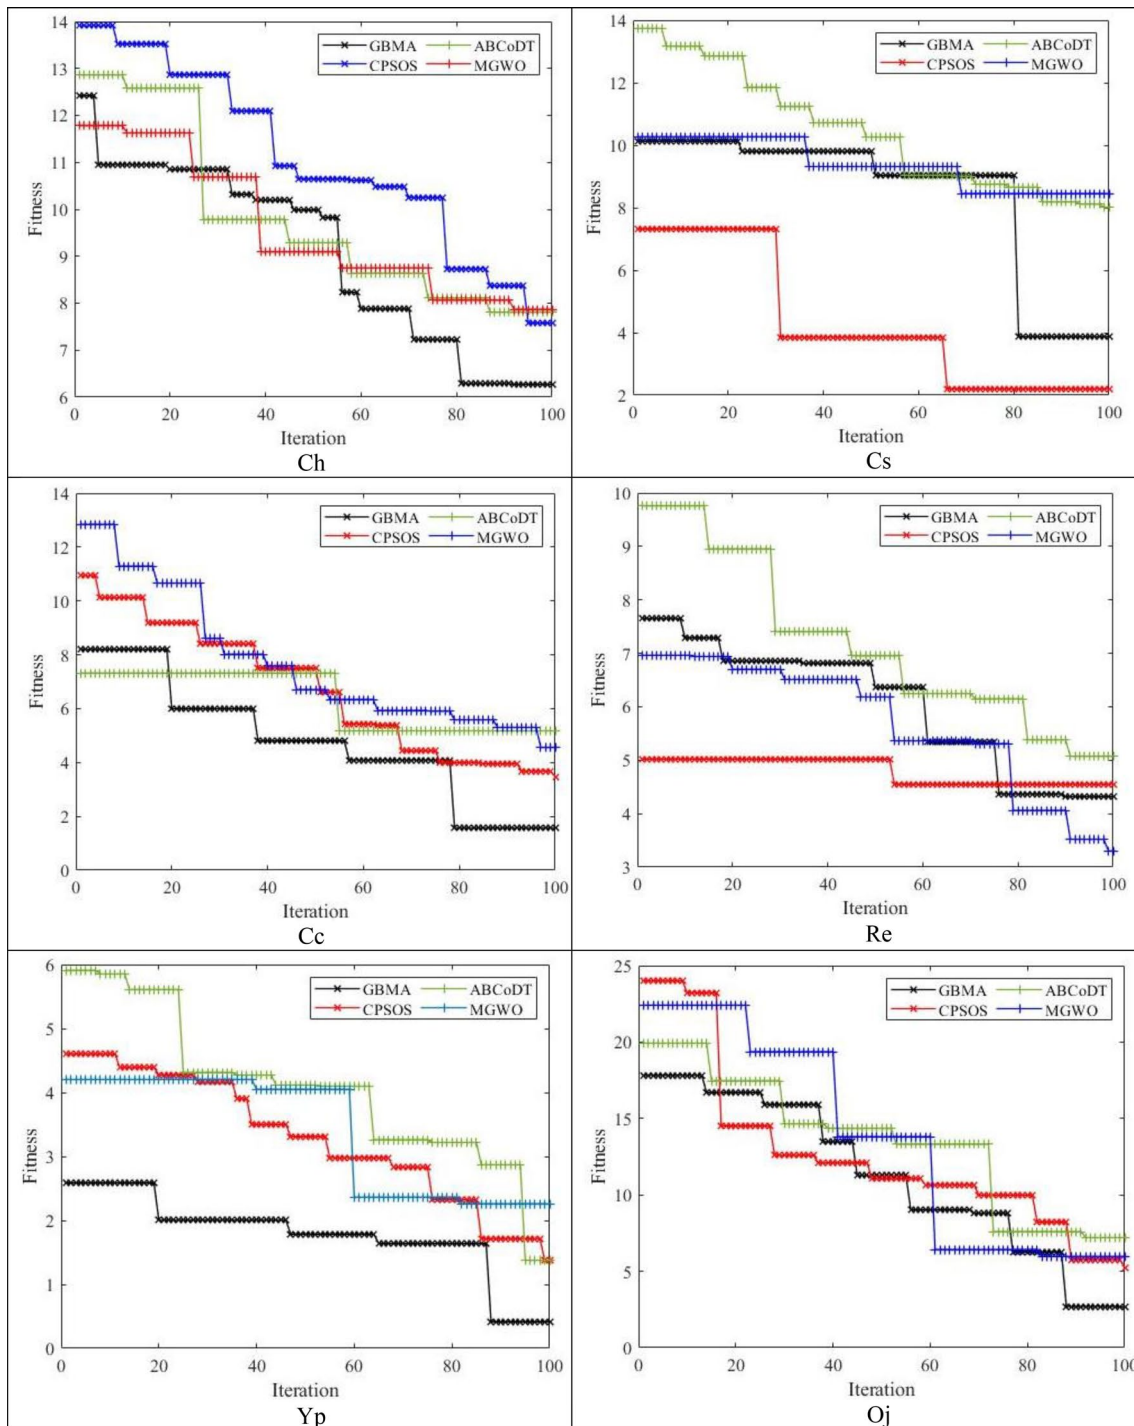 14
13
12
11
10
9
8
7
6
Fitness
GBMA ABCoDT
CPSOS MGWO
0 20 40 60 80 100
Iteration
Ch
14
12
10
8
6
4
2
Fitness
GBMA ABCoDT
CPSOS MGWO
0 20 40 60 80 100
Iteration
Cs
14
12
10
8
6
4
2
0
Fitness
GBMA ABCoDT
CPSOS MGWO
0 20 40 60 80 100
Iteration
Cc
10
9
8
7
6
5
4
3
Fitness
GBMA ABCoDT
CPSOS MGWO
0 20 40 60 80 100
Iteration
Re
6
5
4
3
2
1
0
Fitness
GBMA ABCoDT
CPSOS MGWO
0 20 40 60 80 100
Iteration
Yp
25
20
15
10
5
0
Fitness
GBMA ABCoDT
CPSOS MGWO
0 20 40 60 80 100
Iteration
Oj